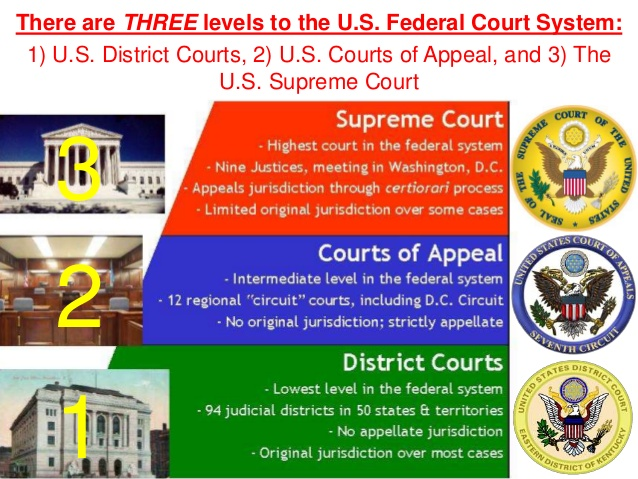 There are THREE levels to the U.S. Federal Court System:
1) U.S. District Courts, 2) U.S. Courts of Appeal, and 3) The
U.S. Supreme Court
3
Supreme Court
- Highest court in the federal system
- Nine Justices, meeting in Washington, D.C.
- Appeals jurisdiction through certiorari process
- Limited original jurisdiction over some cases
SEAL OF THE SUPREME COURT OF THE UNITED STATES
2
Courts of Appeal
- Intermediate level in the federal system
- 12 regional "circuit" courts, including D.C. Circuit
- No original jurisdiction; strictly appellate
UNITED STATES COURT OF APPEALS
SEVENTH CIRCUIT
1
District Courts
- Lowest level in the federal system
- 94 judicial districts in 50 states & territories
- No appellate jurisdiction
- Original jurisdiction over most cases
UNITED STATES DISTRICT COURT
EASTERN DISTRICT OF KENTUCKY